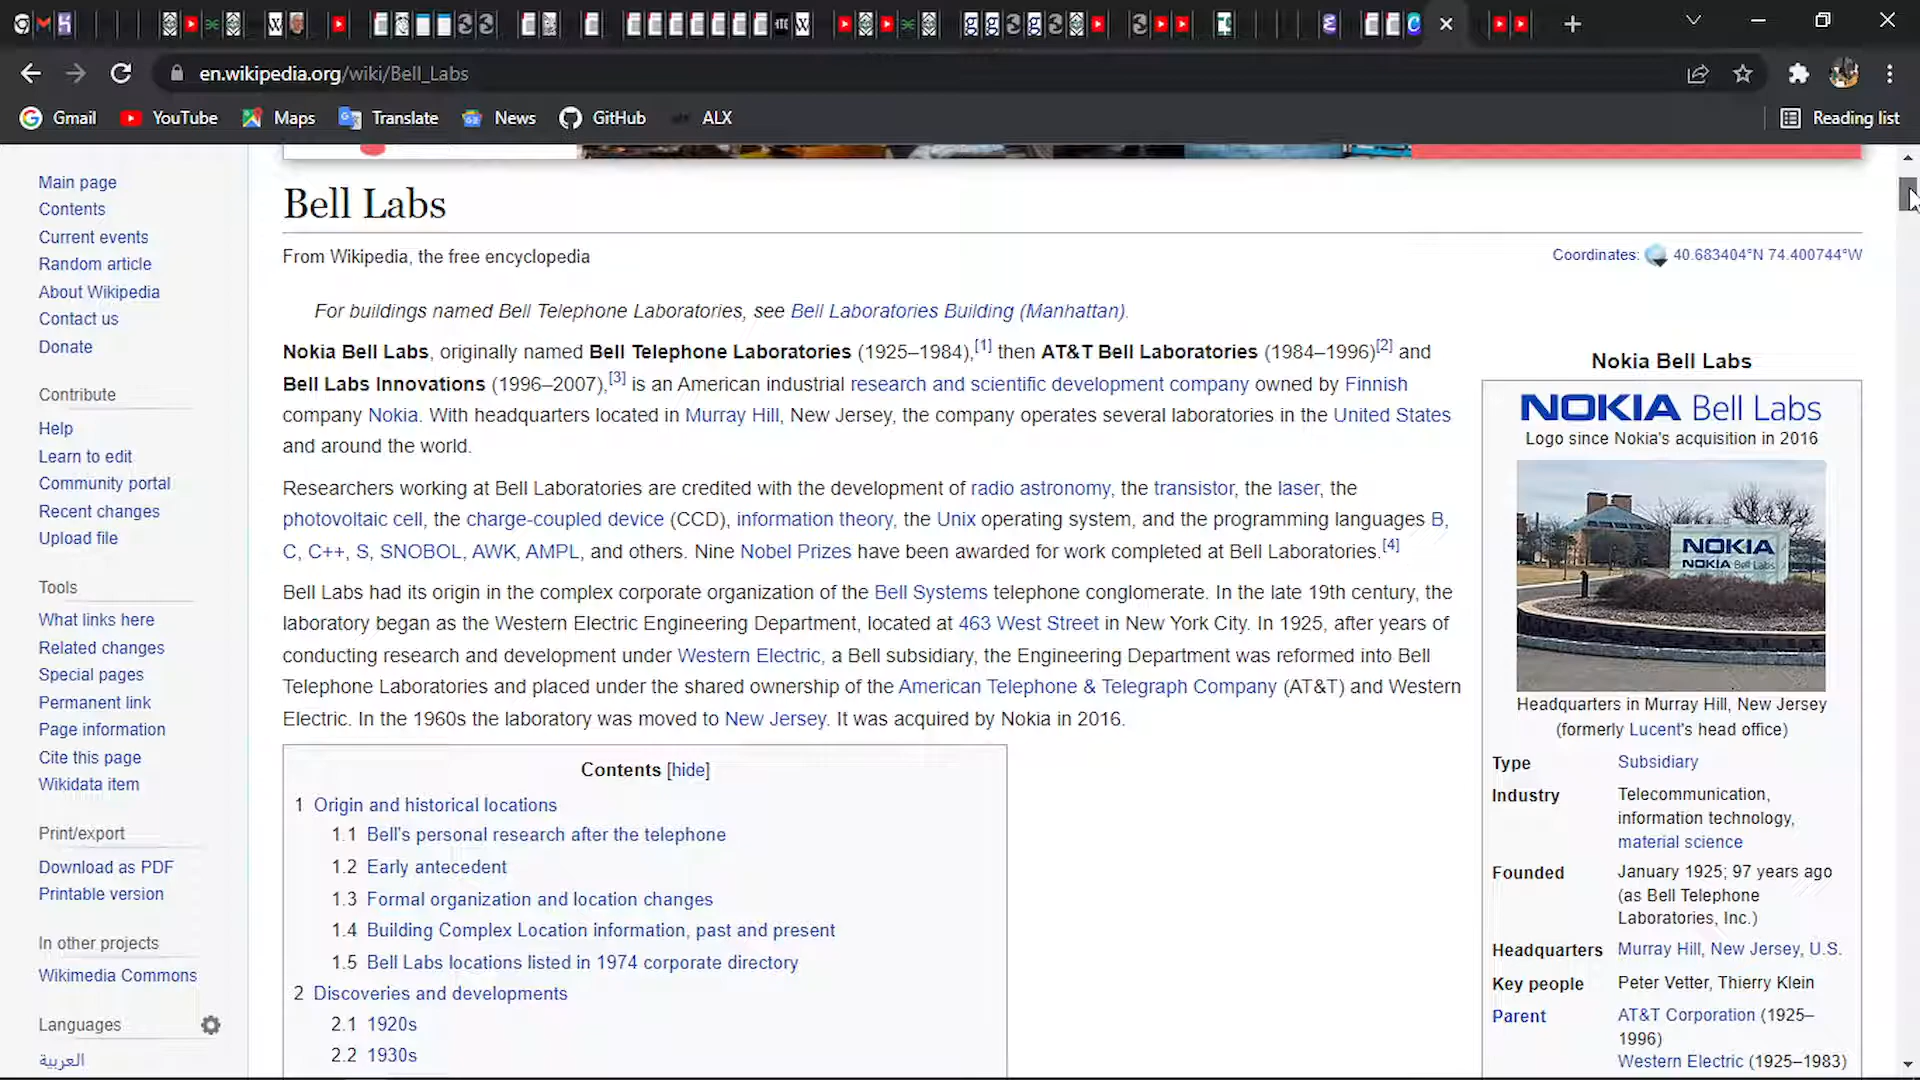 en.wikipedia.org/wiki/Bell_Labs
Gmail YouTube Maps Translate News GitHub ALX Reading list
Main page
Contents
Current events
Random article
About Wikipedia
Contact us
Donate
Contribute
Help
Learn to edit
Community portal
Recent changes
Upload file
Tools
What links here
Related changes
Special pages
Permanent link
Page information
Cite this page
Wikidata item
Print/export
Download as PDF
Printable version
In other projects
Wikimedia Commons
Languages
العربية
Bell Labs
From Wikipedia, the free encyclopedia
Coordinates: 40.683404°N 74.400744°W
For buildings named Bell Telephone Laboratories, see Bell Laboratories Building (Manhattan).
Nokia Bell Labs, originally named Bell Telephone Laboratories (1925–1984),[1] then AT&T Bell Laboratories (1984–1996)[2] and
Bell Labs Innovations (1996–2007),[3] is an American industrial research and scientific development company owned by Finnish
company Nokia. With headquarters located in Murray Hill, New Jersey, the company operates several laboratories in the United States
and around the world.
Researchers working at Bell Laboratories are credited with the development of radio astronomy, the transistor, the laser, the
photovoltaic cell, the charge-coupled device (CCD), information theory, the Unix operating system, and the programming languages B,
C, C++, S, SNOBOL, AWK, AMPL, and others. Nine Nobel Prizes have been awarded for work completed at Bell Laboratories.[4]
Bell Labs had its origin in the complex corporate organization of the Bell Systems telephone conglomerate. In the late 19th century, the
laboratory began as the Western Electric Engineering Department, located at 463 West Street in New York City. In 1925, after years of
conducting research and development under Western Electric, a Bell subsidiary, the Engineering Department was reformed into Bell
Telephone Laboratories and placed under the shared ownership of the American Telephone & Telegraph Company (AT&T) and Western
Electric. In the 1960s the laboratory was moved to New Jersey. It was acquired by Nokia in 2016.
Contents [hide]
1 Origin and historical locations
1.1 Bell's personal research after the telephone
1.2 Early antecedent
1.3 Formal organization and location changes
1.4 Building Complex Location information, past and present
1.5 Bell Labs locations listed in 1974 corporate directory
2 Discoveries and developments
2.1 1920s
2.2 1930s
Nokia Bell Labs
NOKIA Bell Labs
Logo since Nokia's acquisition in 2016
NOKIA
NOKIA Bell Labs
Headquarters in Murray Hill, New Jersey
(formerly Lucent's head office)
Type Subsidiary
Industry Telecommunication,
information technology,
material science
Founded January 1925; 97 years ago
(as Bell Telephone
Laboratories, Inc.)
Headquarters Murray Hill, New Jersey, U.S.
Key people Peter Vetter, Thierry Klein
Parent AT&T Corporation (1925–
1996)
Western Electric (1925–1983)